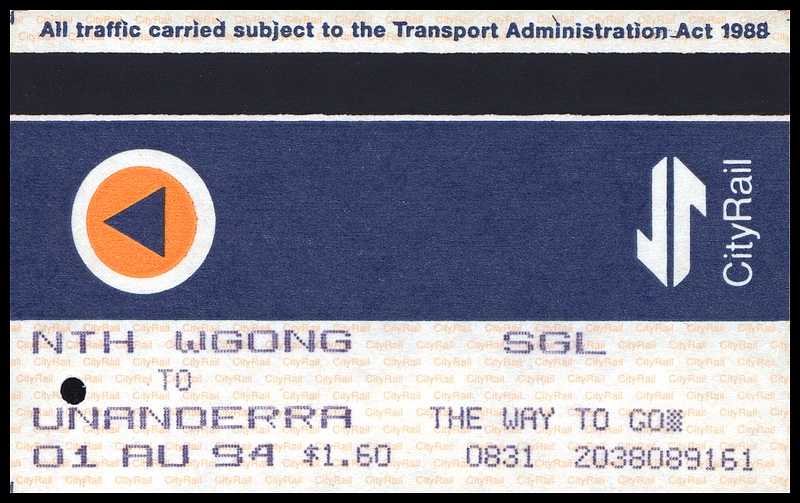 All traffic carried subject to the Transport Administration Act 1988
CityRail
NTH WGONG SGL
TO
UNANDERRA THE WAY TO GO
01 AU 94 $1.60 0831 2038089161